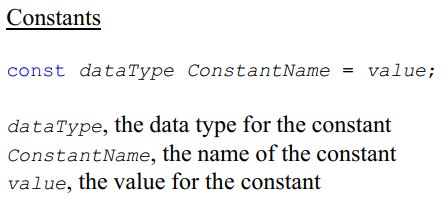 Constants
const dataType ConstantName = value;
dataType, the data type for the constant
ConstantName, the name of the constant
value, the value for the constant